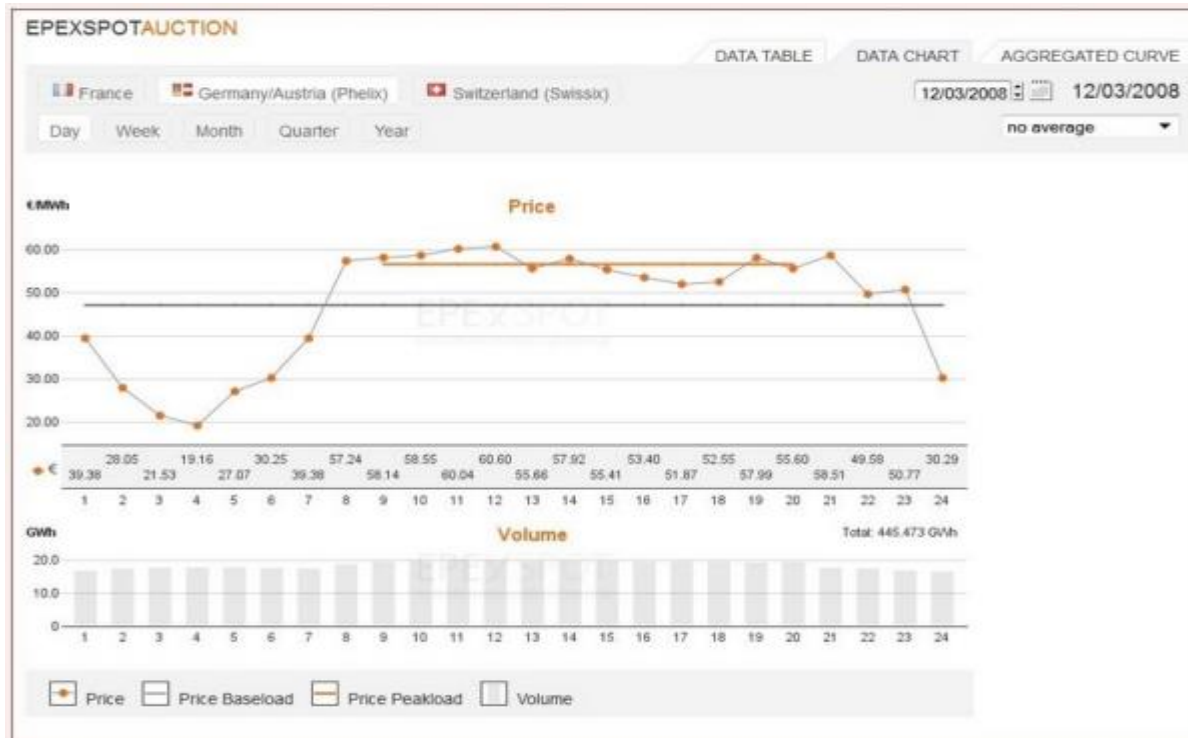 EPEXSPOTAUCTION
DATA TABLE DATA CHART AGGREGATED CURVE
France Germany/Austria (Phelix) Switzerland (Swissix) 12/03/2008 12/03/2008
Day Week Month Quarter Year no average
€/MWh Price
60.00
50.00
EPEXSPOT
40.00
30.00
20.00
28.05 19.16 30.25 57.24 58.55 60.60 57.92 53.40 52.55 55.60 49.58 30.29
€ 39.38 21.53 27.07 39.38 58.14 60.04 55.66 55.41 51.87 57.99 58.51 50.77
1 2 3 4 5 6 7 8 9 10 11 12 13 14 15 16 17 18 19 20 21 22 23 24
GWh Volume Total: 445.473 GWh
20.0
EPEXSPOT
10.0
0
1 2 3 4 5 6 7 8 9 10 11 12 13 14 15 16 17 18 19 20 21 22 23 24
Price Price Baseload Price Peakload Volume